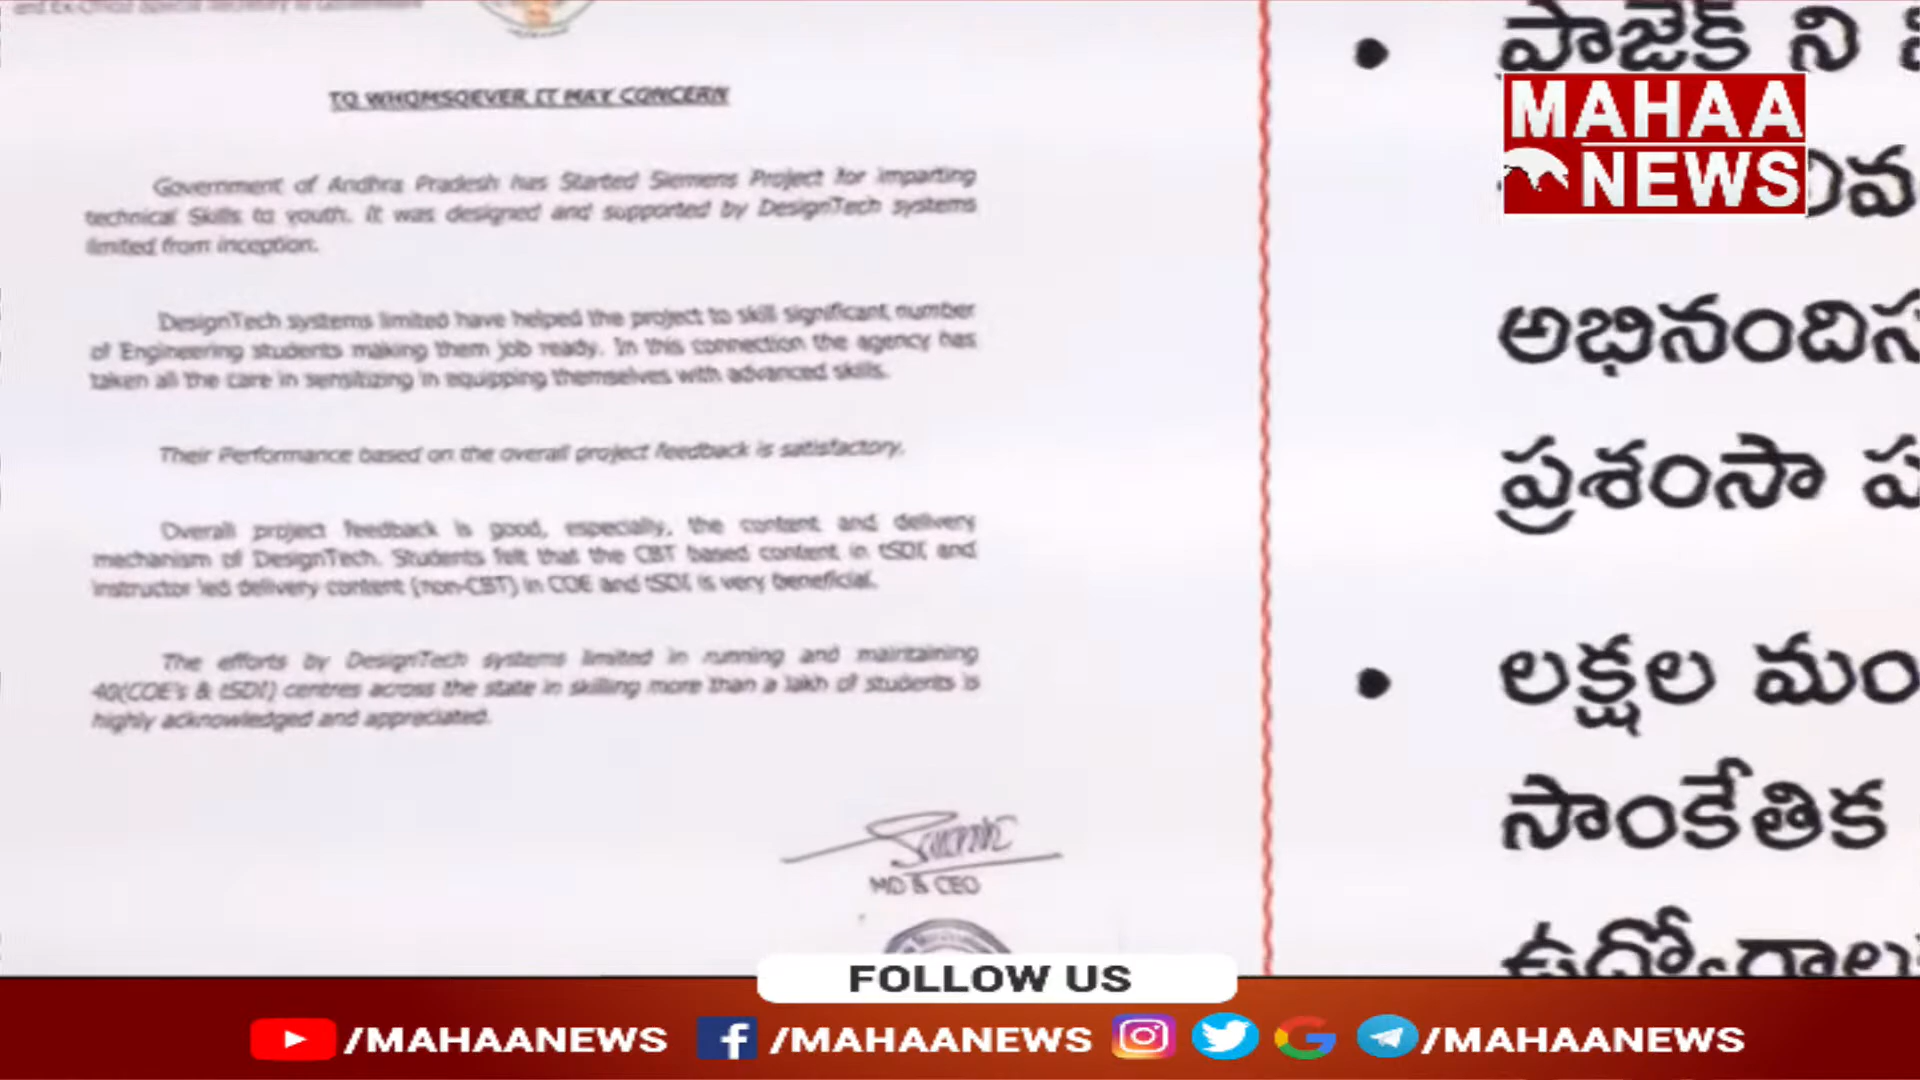 and Ex-Officio Special Secretary to Government
TO WHOMSOEVER IT MAY CONCERN
Government of Andhra Pradesh has Started Siemens Project for imparting
technical Skills to youth. It was designed and supported by DesignTech systems
limited from inception.
DesignTech systems limited have helped the project to skill significant number
of Engineering students making them job ready. In this connection the agency has
taken all the care in sensitizing in equipping themselves with advanced skills.
Their Performance based on the overall project feedback is satisfactory.
Overall project feedback is good, especially, the content and delivery
mechanism of DesignTech. Students felt that the CBT based content in tSDI and
instructor led delivery content (non-CBT) in COE and tSDI is very beneficial.
The efforts by DesignTech systems limited in running and maintaining
40(COE's & tSDI) centres across the state in skilling more than a lakh of students is
highly acknowledged and appreciated.
MD & CEO
• ప్రాజెక్ ని
అభినందిస
ప్రశంసా ప
• లక్షల మం
సాంకేతిక
MAHAA
NEWS
FOLLOW US
/MAHAANEWS /MAHAANEWS /MAHAANEWS